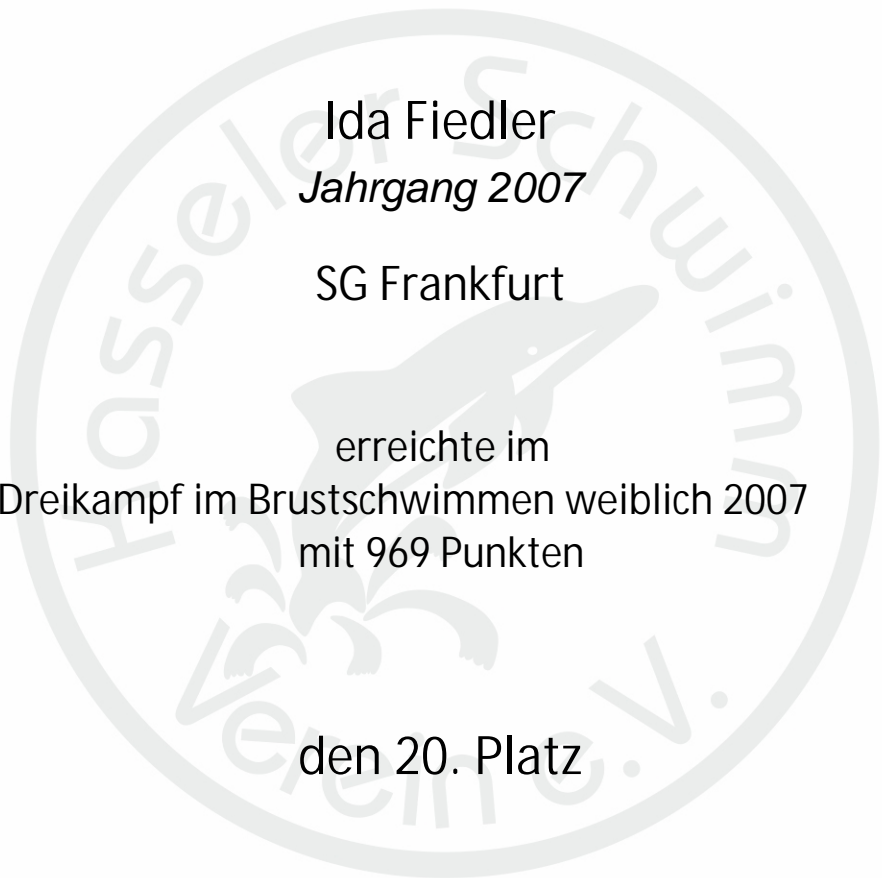 Ida Fiedler
Jahrgang 2007
SG Frankfurt
erreichte im
Dreikampf im Brustschwimmen weiblich 2007
mit 969 Punkten
den 20. Platz
Hasseler Schwimm
Verein e.V.